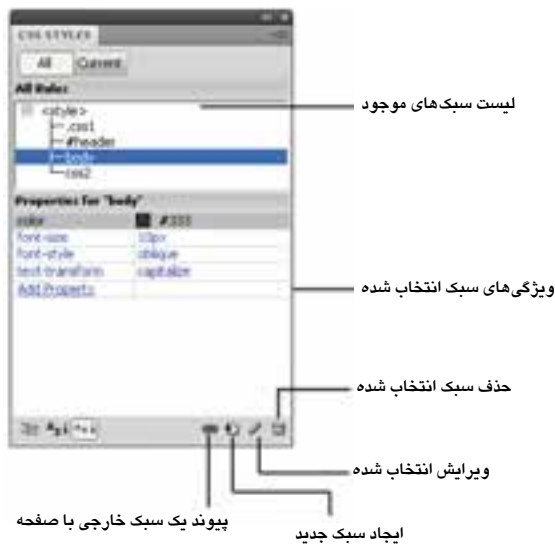 CSS STYLES
All Current
All Rules
<style>
.css1
#header
body
css2
Properties for "body"
color #333
font-size 10px
font-style oblique
text-transform capitalize
Add Property
لیست سبک‌های موجود
ویژگی‌های سبک انتخاب شده
حذف سبک انتخاب شده
ویرایش انتخاب شده
پیوند یک سبک خارجی با صفحه
ایجاد سبک جدید